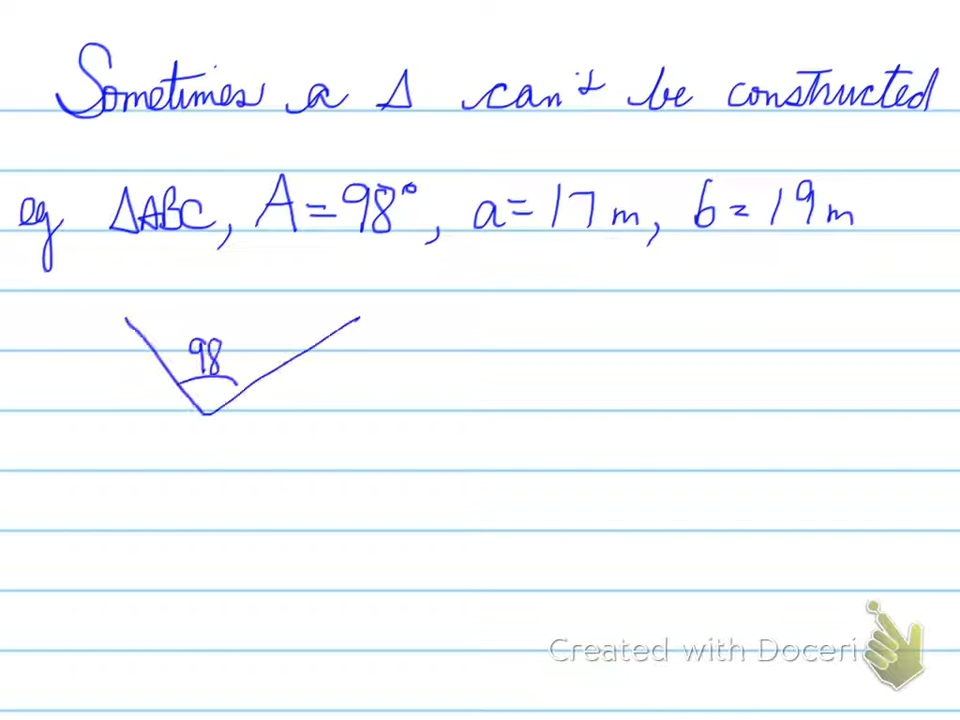 Sometimes a Δ can't be constructed
eg ΔABC, A = 98°, a = 17 m, b = 19 m
98
Created with Doceri